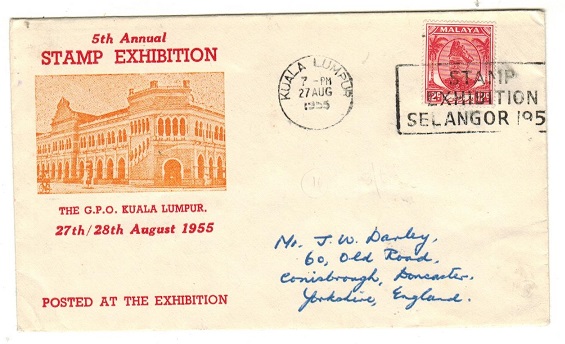 5th Annual
STAMP EXHIBITION
THE G.P.O. KUALA LUMPUR.
27th/28th August 1955
POSTED AT THE EXHIBITION
KUALA LUMPUR
7-PM
27 AUG
1955
MALAYA
STAMP
EXHIBITION
SELANGOR 195
Mr. J. W. Darley,
60, Old Road,
Conisbrough, Doncaster.
Yorkshire, England.